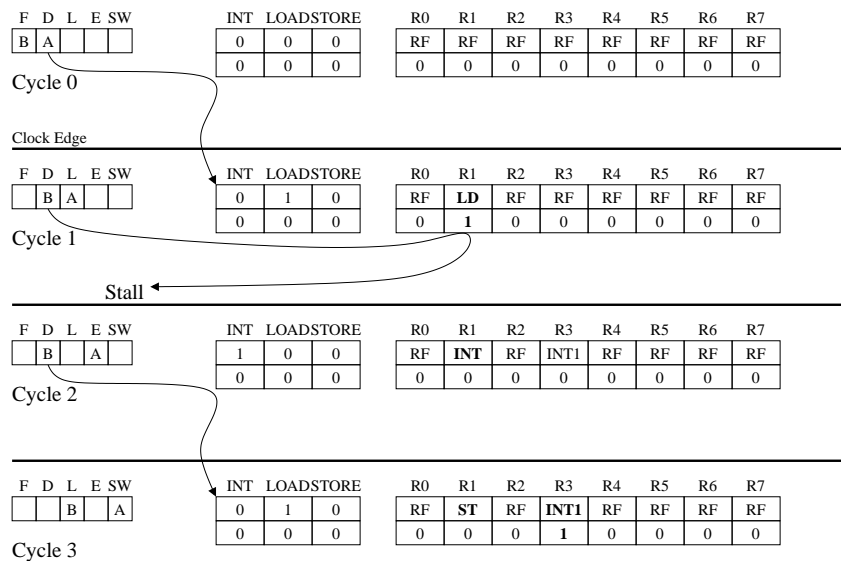 F D L E SW INT LOADSTORE R0 R1 R2 R3 R4 R5 R6 R7
B A 0 0 0 RF RF RF RF RF RF RF RF
0 0 0 0 0 0 0 0 0 0 0
Cycle 0
Clock Edge
F D L E SW INT LOADSTORE R0 R1 R2 R3 R4 R5 R6 R7
B A 0 1 0 RF LD RF RF RF RF RF RF
0 0 0 0 1 0 0 0 0 0 0
Cycle 1
Stall
F D L E SW INT LOADSTORE R0 R1 R2 R3 R4 R5 R6 R7
B A 1 0 0 RF INT RF INT1 RF RF RF RF
0 0 0 0 0 0 0 0 0 0 0
Cycle 2
F D L E SW INT LOADSTORE R0 R1 R2 R3 R4 R5 R6 R7
B A 0 1 0 RF ST RF INT1 RF RF RF RF
0 0 0 0 0 0 1 0 0 0 0
Cycle 3